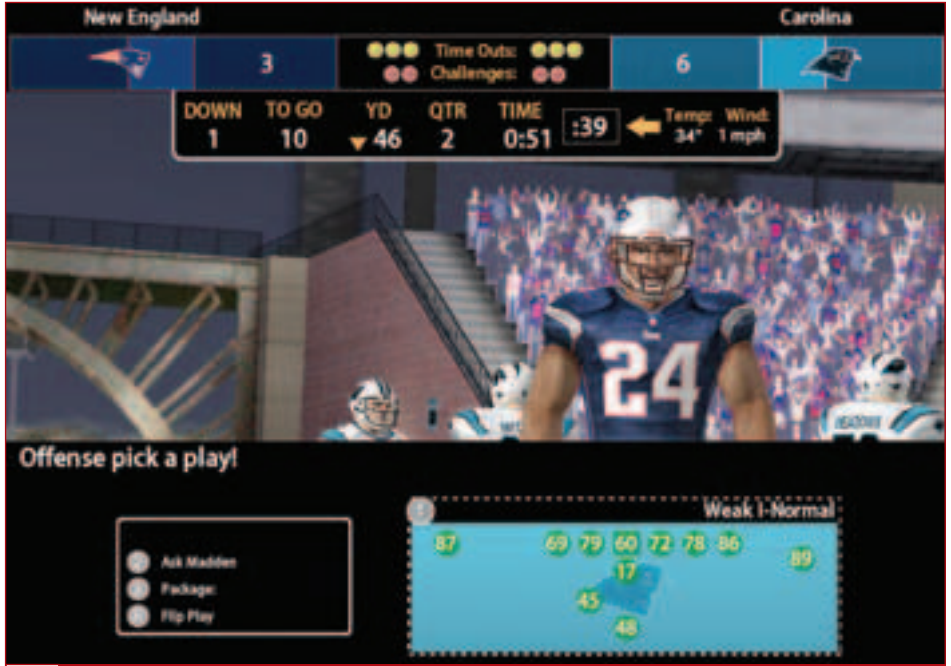 New England
Carolina
3
Time Outs:
Challenges:
6
DOWN TO GO YD QTR TIME
1 10 46 2 0:51
:39
Temp: Wind:
34° 1 mph
24
Offense pick a play!
Ask Madden
Package:
Flip Play
Weak I-Normal
87 69 79 60 72 78 86 89
17
45
48